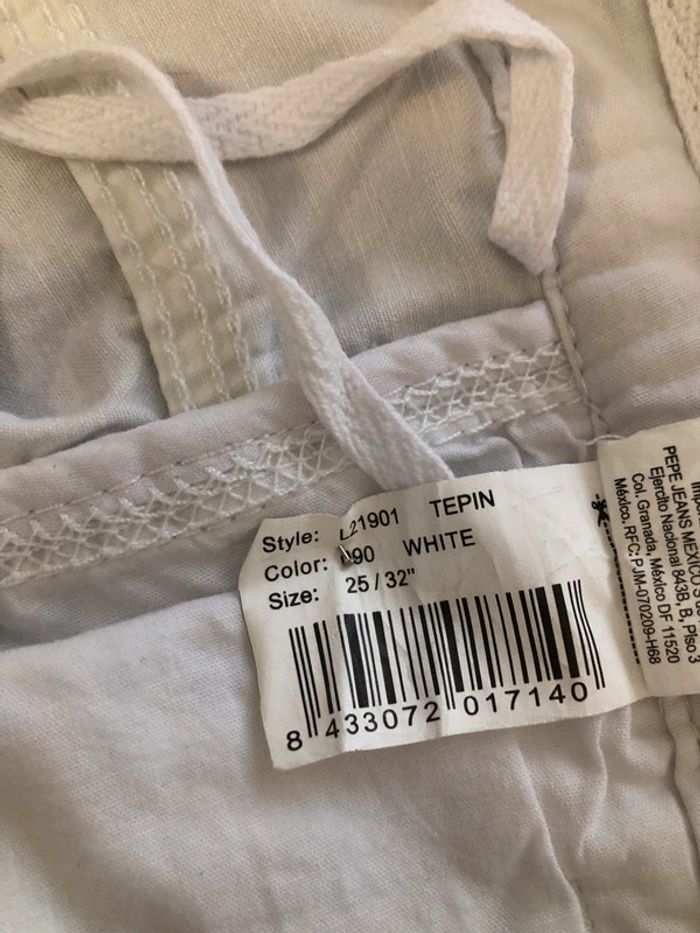 Style: L21901 TEPIN
Color: 990 WHITE
Size: 25 / 32"
8 433072 017140
PEPE JEANS MEXICO S
Ejercito Nacional 843B, B, Piso 3
Col. Granada, México DF 11520
México. RFC: PJM-070209-H68